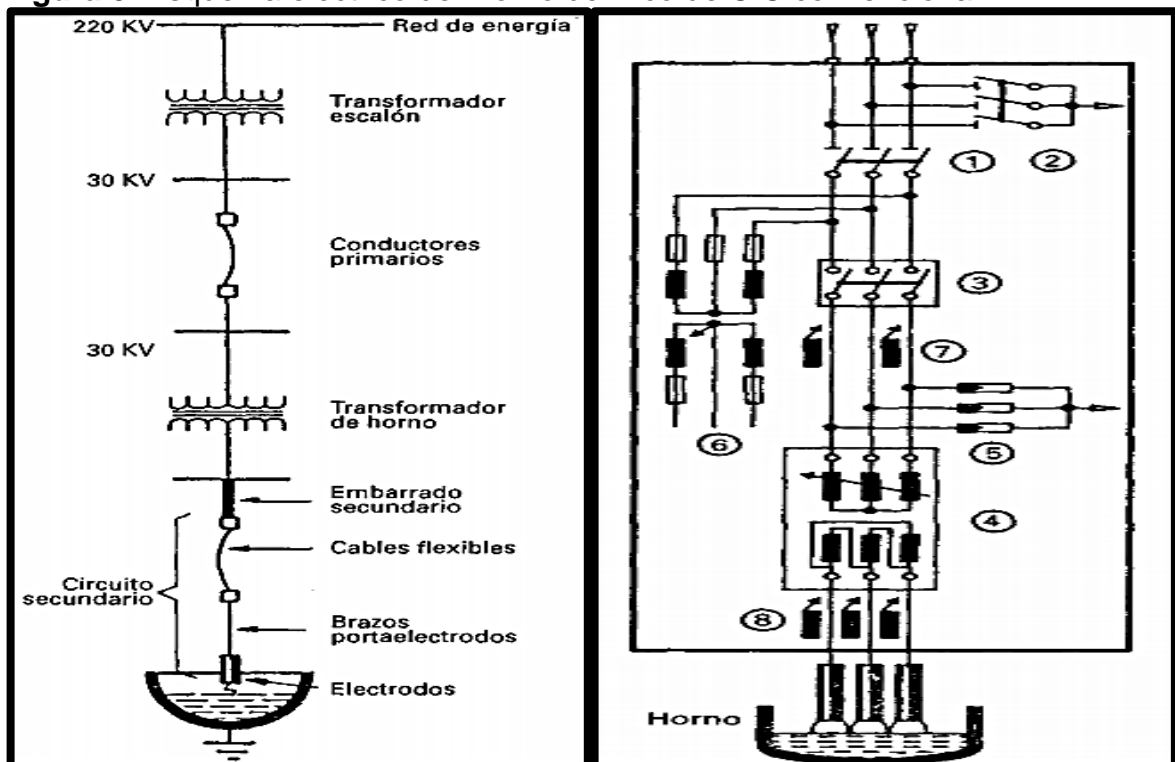 220 KV
Red de energía
Transformador
escalón
30 KV
Conductores
primarios
30 KV
Transformador
de horno
Embarrado
secundario
Cables flexibles
Circuito
secundario
Brazos
portaelectrodos
Electrodos
1
2
3
7
6
5
4
8
Horno